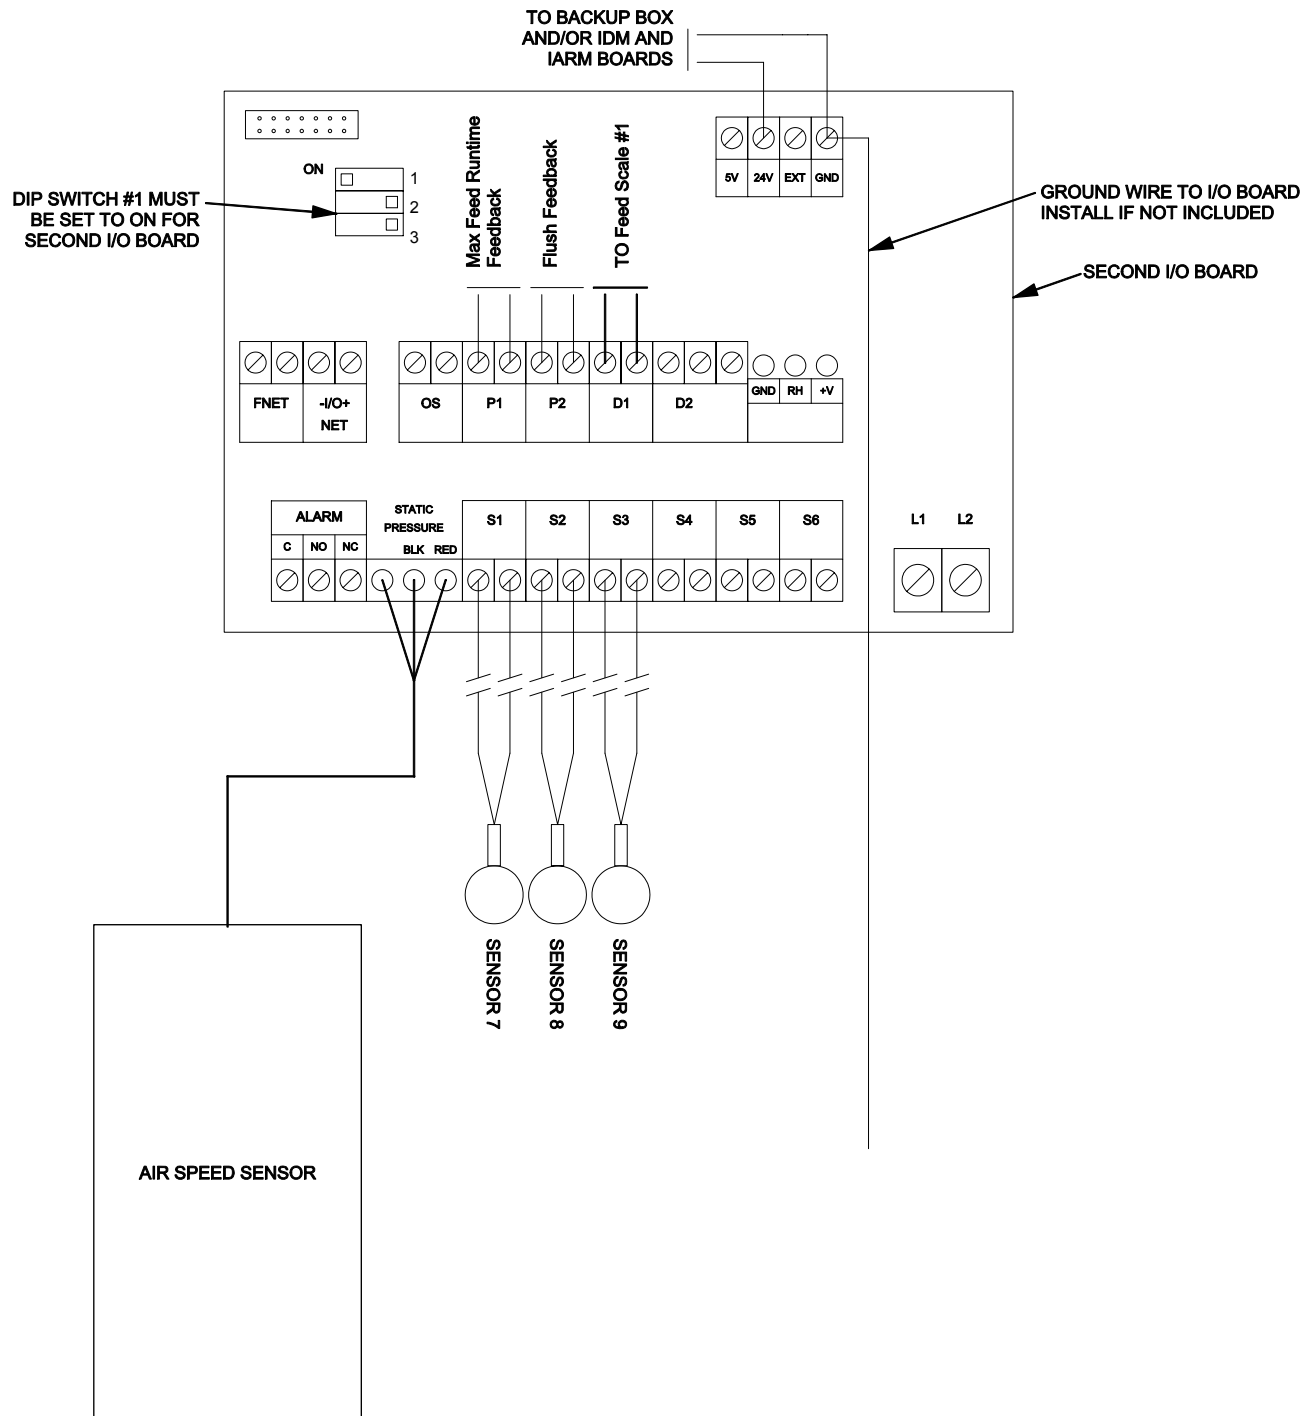 TO BACKUP BOX
AND/OR IDM AND
IARM BOARDS
ON
1
2
3
DIP SWITCH #1 MUST
BE SET TO ON FOR
SECOND I/O BOARD
Max Feed Runtime
Feedback
Flush Feedback
TO Feed Scale #1
5V 24V EXT GND
GROUND WIRE TO I/O BOARD
INSTALL IF NOT INCLUDED
SECOND I/O BOARD
FNET -I/O+
NET
OS P1 P2 D1 D2
GND RH +V
ALARM
C NO NC
STATIC
PRESSURE
BLK RED
S1 S2 S3 S4 S5 S6
L1 L2
SENSOR 7
SENSOR 8
SENSOR 9
AIR SPEED SENSOR